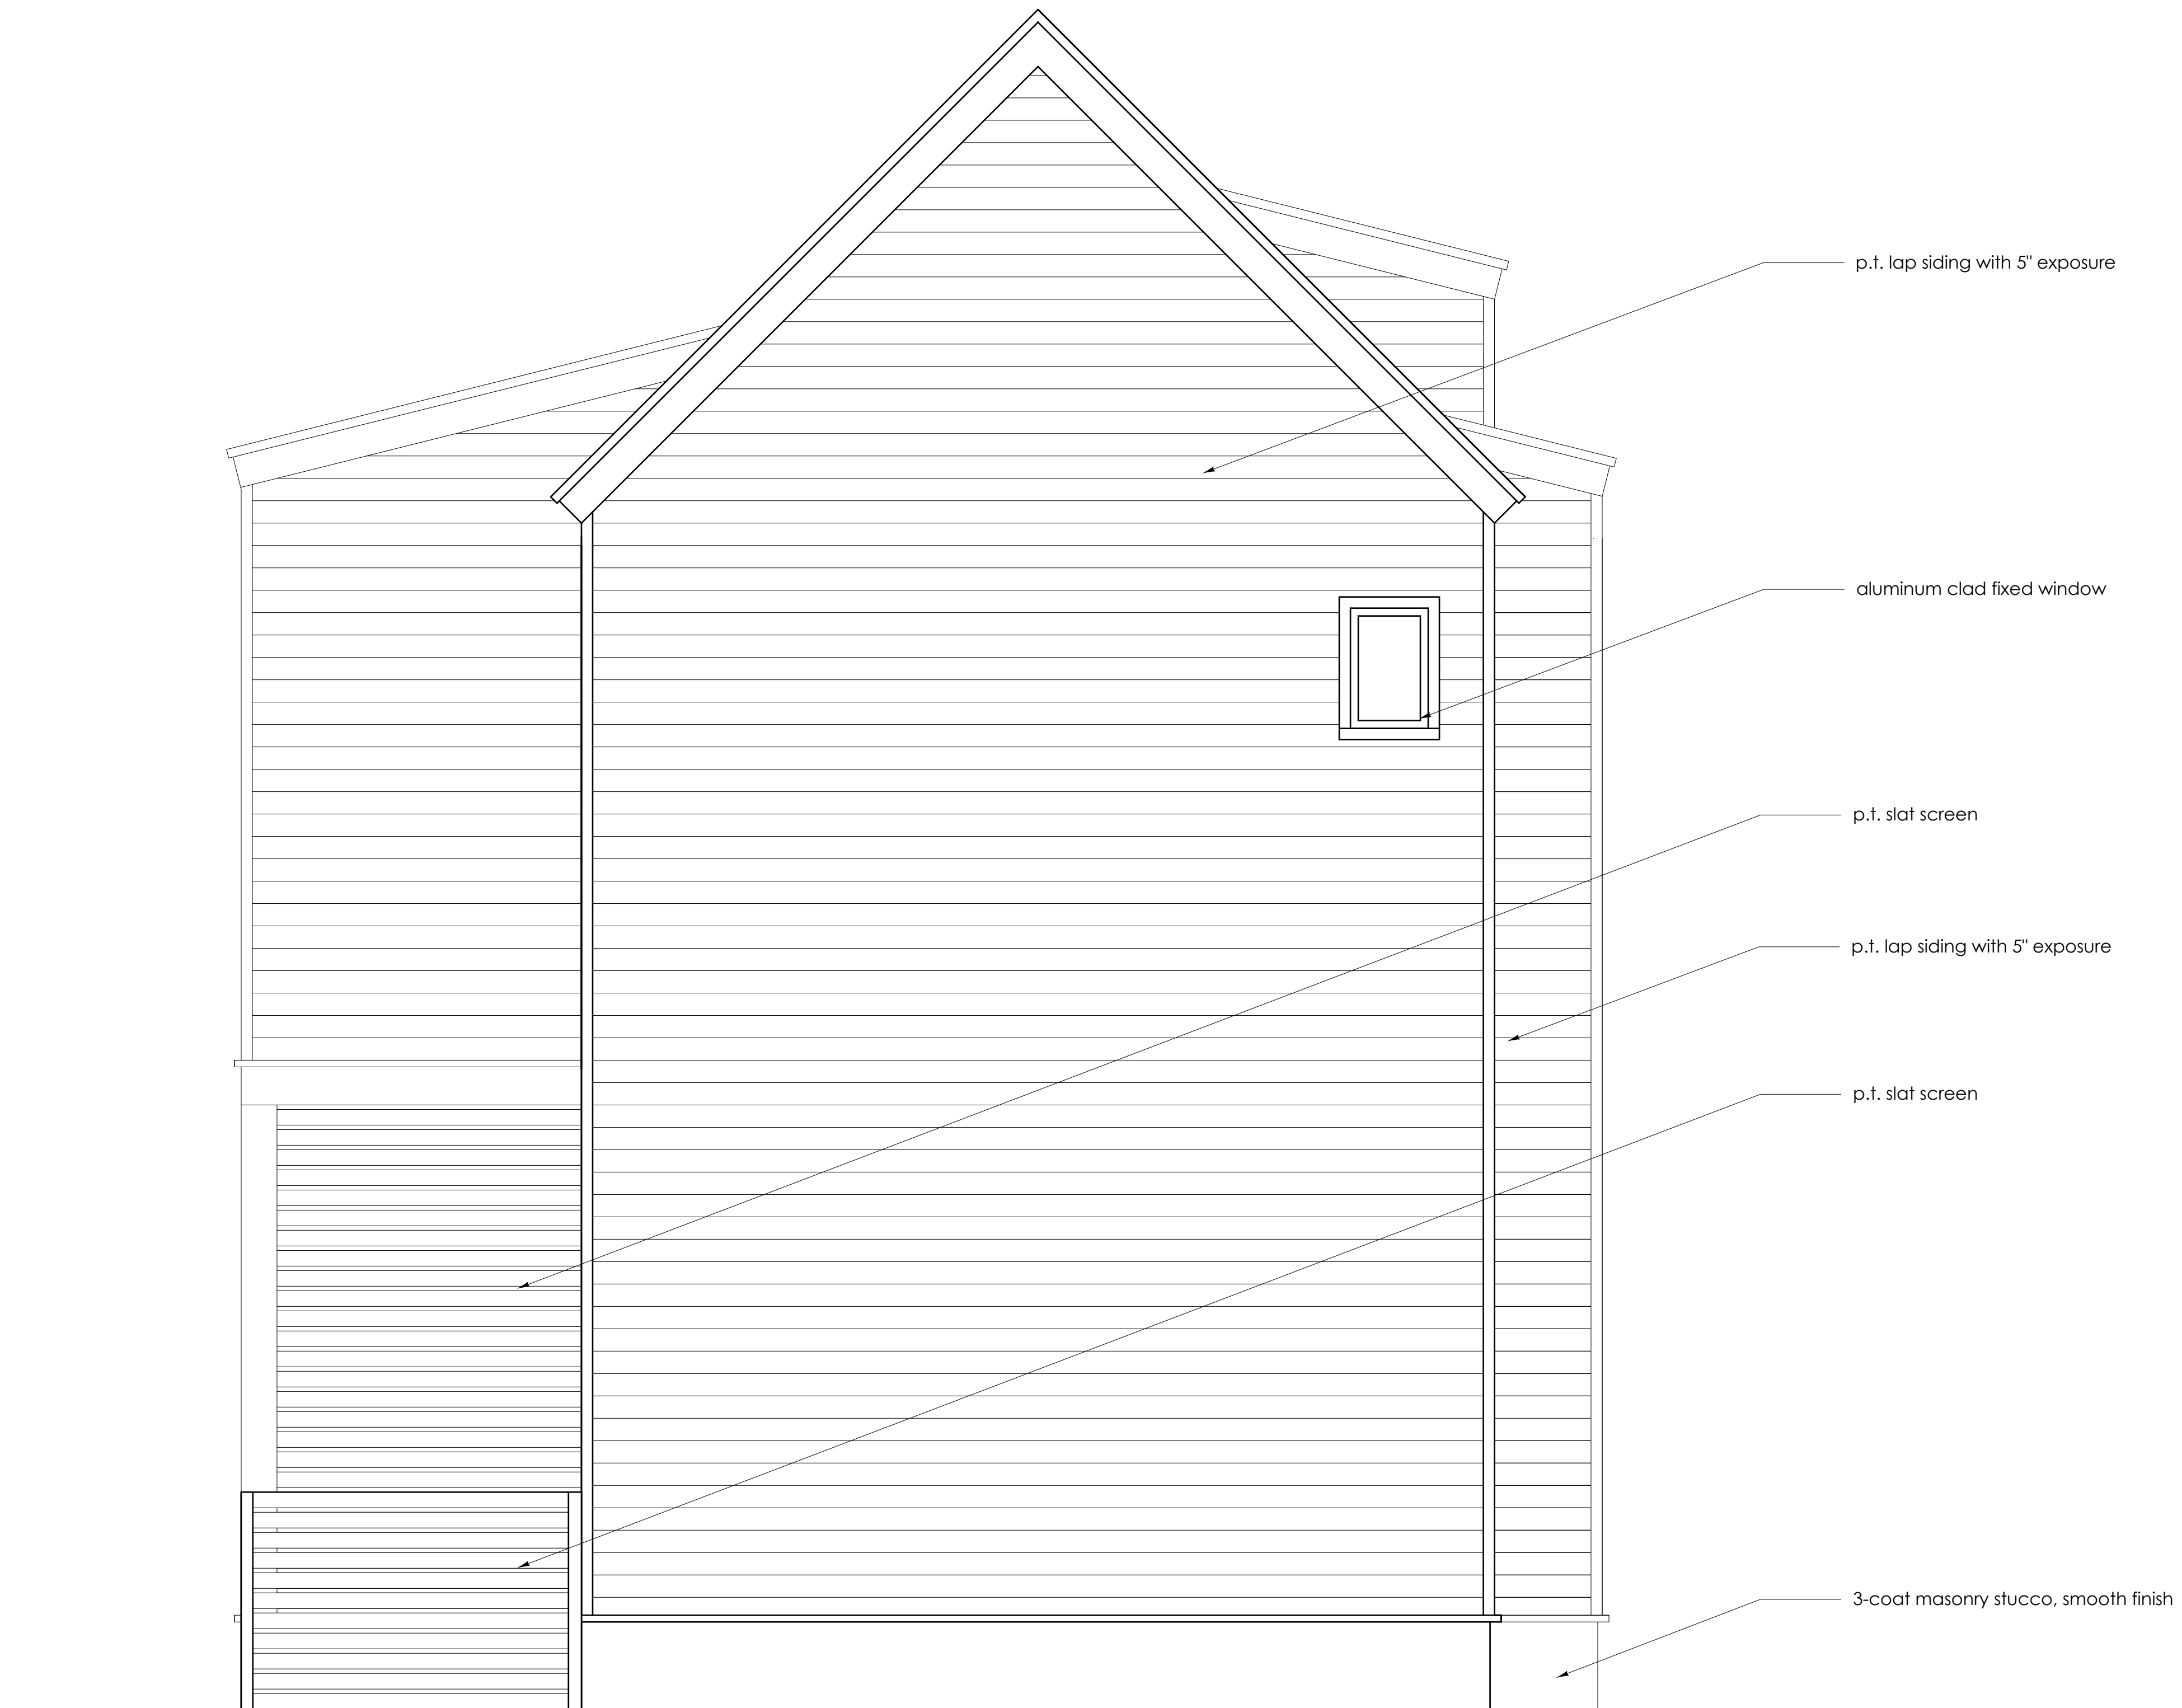 p.t. lap siding with 5" exposure
aluminum clad fixed window
p.t. slat screen
p.t. lap siding with 5" exposure
p.t. slat screen
3-coat masonry stucco, smooth finish